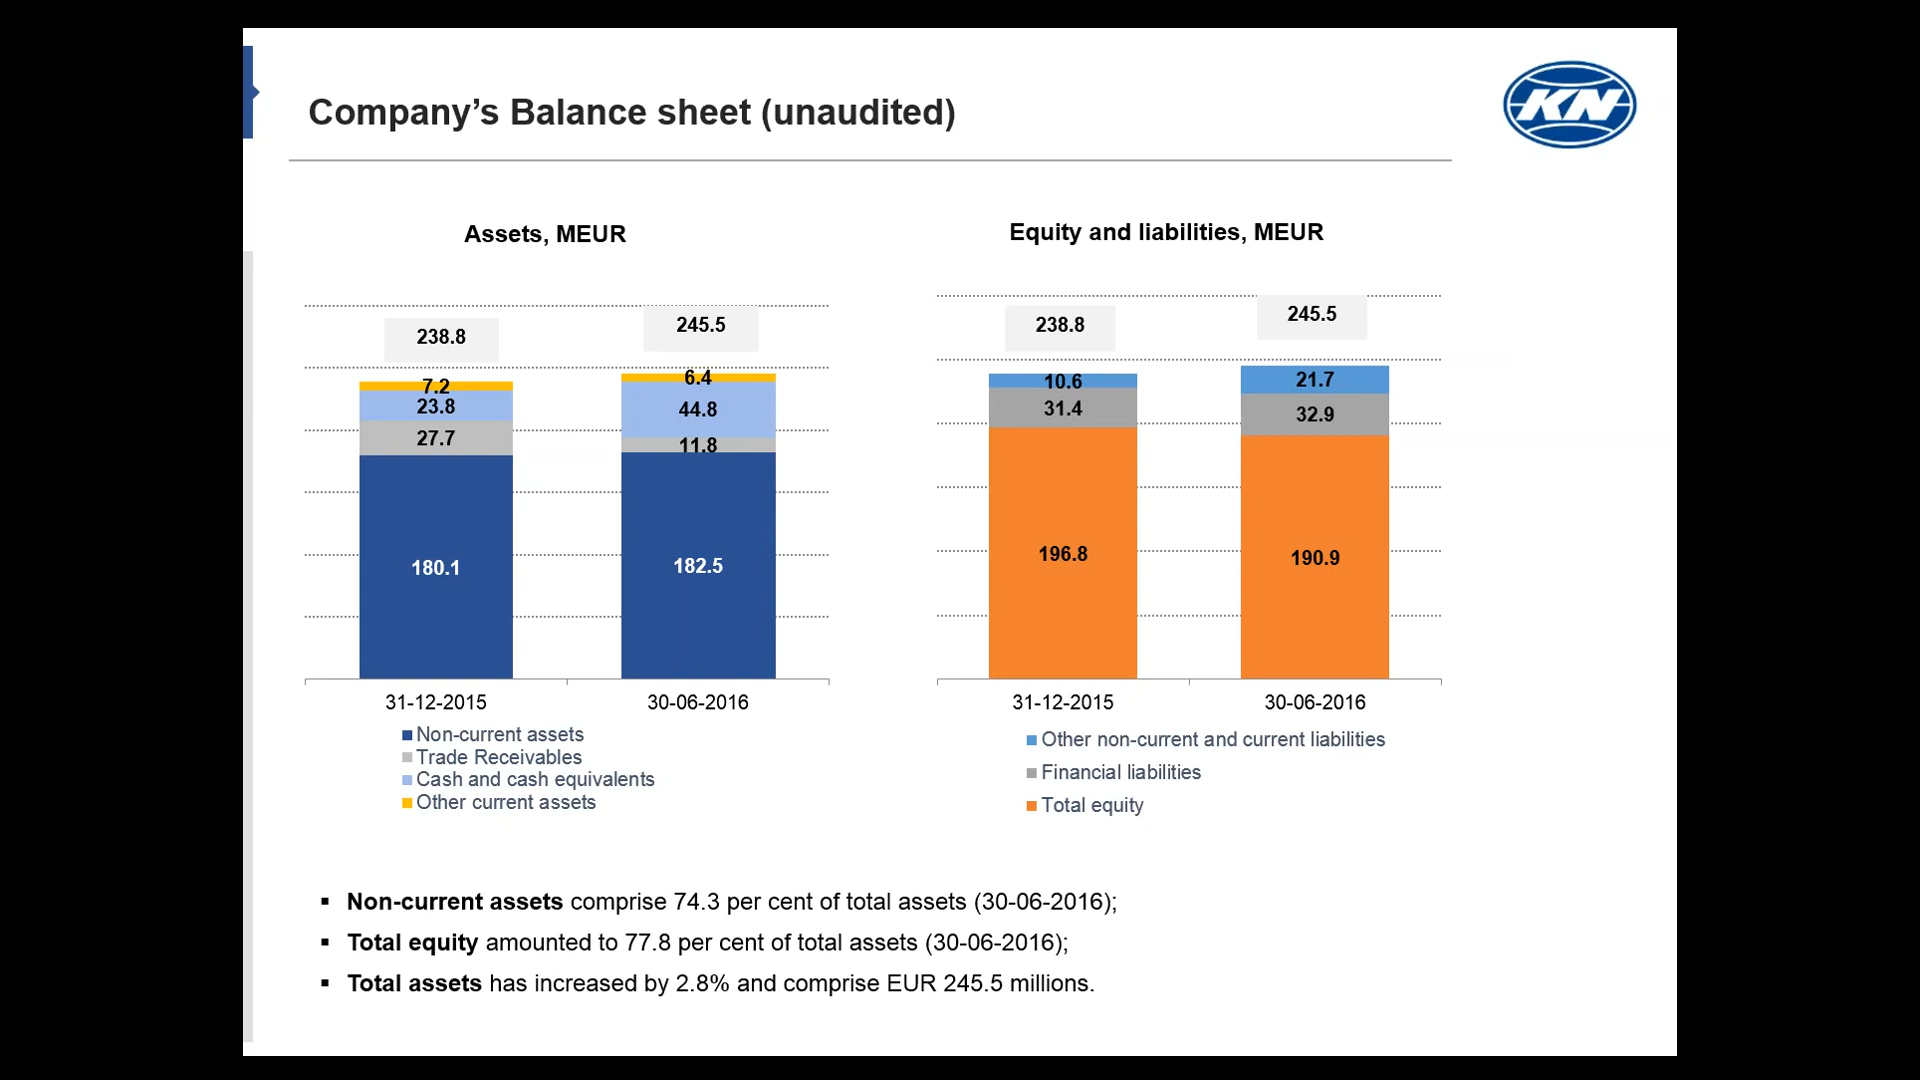 Company’s Balance sheet (unaudited)
KN
Assets, MEUR
238.8
245.5
7.2
6.4
23.8
44.8
27.7
11.8
180.1
182.5
31-12-2015
30-06-2016
Non-current assets
Trade Receivables
Cash and cash equivalents
Other current assets
Equity and liabilities, MEUR
238.8
245.5
10.6
21.7
31.4
32.9
196.8
190.9
31-12-2015
30-06-2016
Other non-current and current liabilities
Financial liabilities
Total equity
▪ Non-current assets comprise 74.3 per cent of total assets (30-06-2016);
▪ Total equity amounted to 77.8 per cent of total assets (30-06-2016);
▪ Total assets has increased by 2.8% and comprise EUR 245.5 millions.